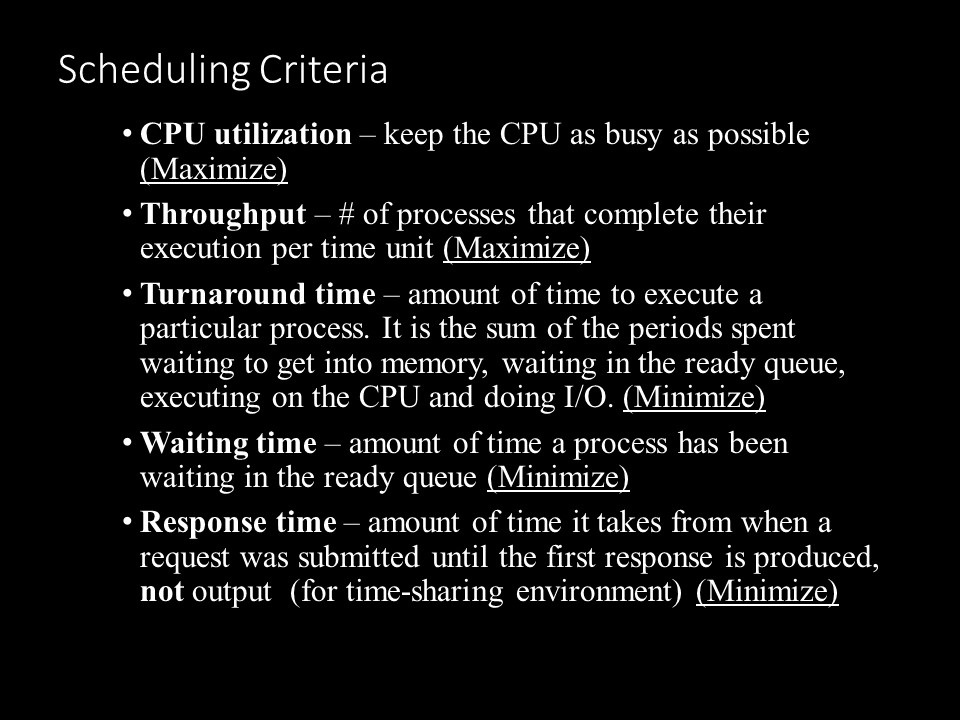 Scheduling Criteria
• CPU utilization – keep the CPU as busy as possible
(Maximize)
• Throughput – # of processes that complete their
execution per time unit (Maximize)
• Turnaround time – amount of time to execute a
particular process. It is the sum of the periods spent
waiting to get into memory, waiting in the ready queue,
executing on the CPU and doing I/O. (Minimize)
• Waiting time – amount of time a process has been
waiting in the ready queue (Minimize)
• Response time – amount of time it takes from when a
request was submitted until the first response is produced,
not output (for time-sharing environment) (Minimize)